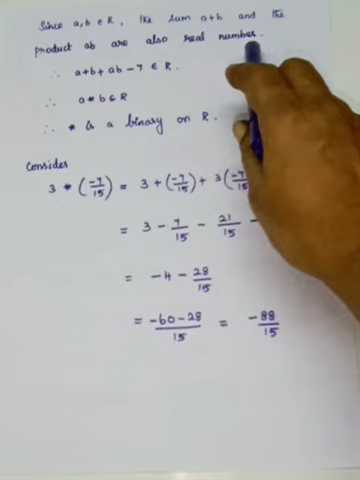 Since a, b ∈ R, the sum a+b and the
product ab are also real number.
∴ a+b+ab-7 ∈ R.
∴ a * b ∈ R
∴ * is a binary on R.
Consider
3 * (-7/15) = 3 + (-7/15) + 3(-7/15
= 3 - 7/15 - 21/15 -
= -4 - 28/15
= -60-28/15 = -88/15